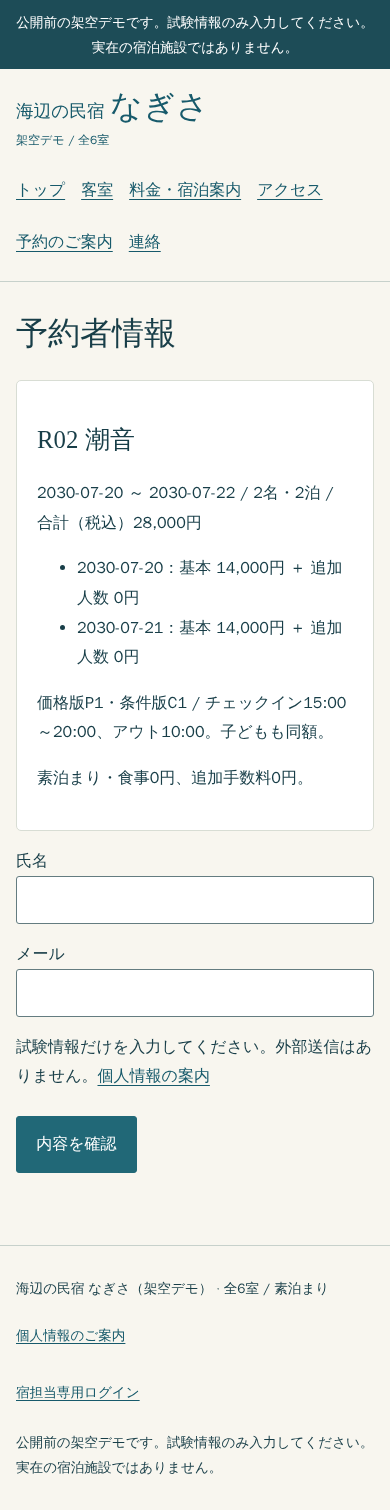 公開前の架空デモです。試験情報のみ入力してください。
実在の宿泊施設ではありません。
海辺の民宿 なぎさ
架空デモ / 全6室
トップ 客室 料金・宿泊案内 アクセス
予約のご案内 連絡
予約者情報
R02 潮音
2030-07-20 ～ 2030-07-22 / 2名・2泊 /
合計（税込）28,000円
2030-07-20：基本 14,000円 ＋ 追加
人数 0円
2030-07-21：基本 14,000円 ＋ 追加
人数 0円
価格版P1・条件版C1 / チェックイン15:00
～20:00、アウト10:00。子どもも同額。
素泊まり・食事0円、追加手数料0円。
氏名
メール
試験情報だけを入力してください。外部送信はあ
りません。個人情報の案内
内容を確認
海辺の民宿 なぎさ（架空デモ） · 全6室 / 素泊まり
個人情報のご案内
宿担当専用ログイン
公開前の架空デモです。試験情報のみ入力してください。
実在の宿泊施設ではありません。